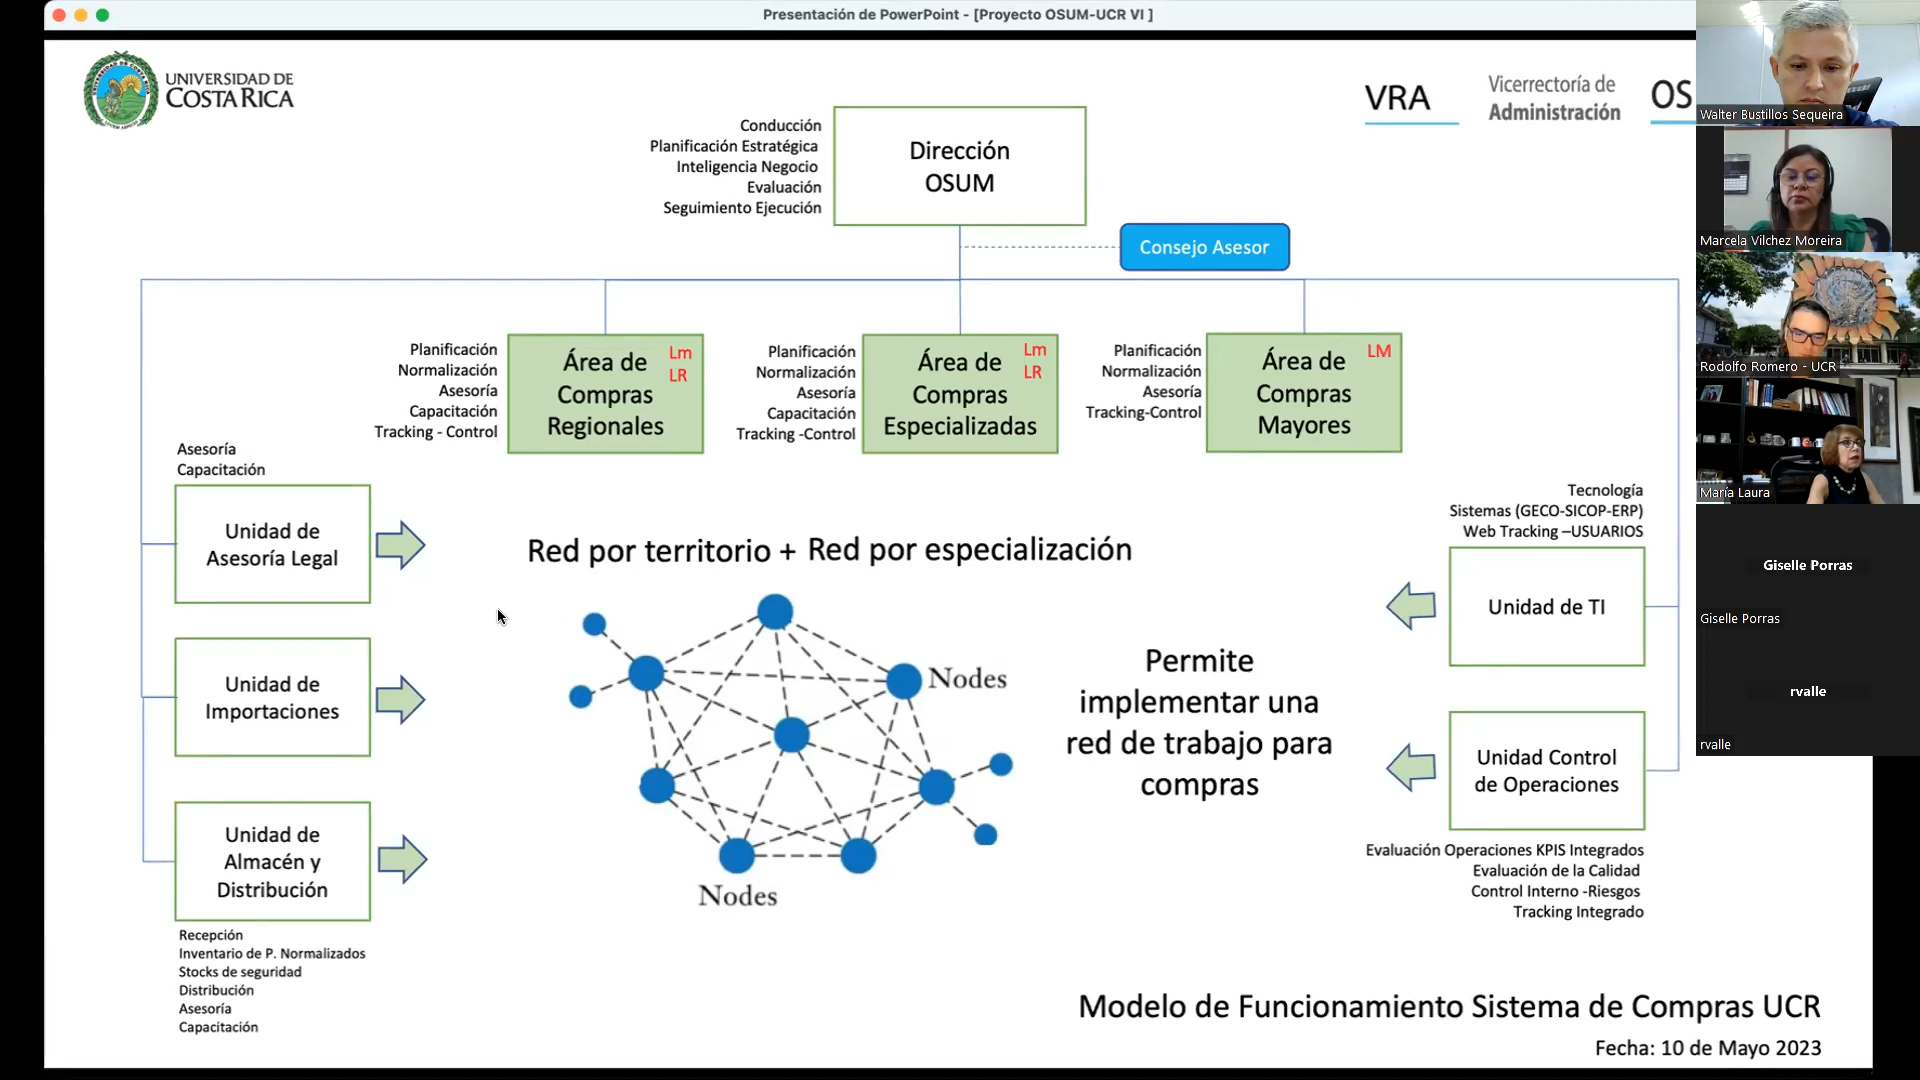 Presentación de PowerPoint - [Proyecto OSUM-UCR VI ]
UNIVERSIDAD DE
COSTA RICA
VRA
Vicerrectoría de
Administración
OS
Conducción
Planificación Estratégica
Inteligencia Negocio
Evaluación
Seguimiento Ejecución
Dirección
OSUM
Consejo Asesor
Planificación
Normalización
Asesoría
Capacitación
Tracking - Control
Área de
Compras
Regionales
Lm
LR
Planificación
Normalización
Asesoría
Capacitación
Tracking -Control
Área de
Compras
Especializadas
Lm
LR
Planificación
Normalización
Asesoría
Tracking-Control
Área de
Compras
Mayores
LM
Asesoría
Capacitación
Unidad de
Asesoría Legal
Unidad de
Importaciones
Unidad de
Almacén y
Distribución
Recepción
Inventario de P. Normalizados
Stocks de seguridad
Distribución
Asesoría
Capacitación
Red por territorio + Red por especialización
Nodes
Nodes
Permite
implementar una
red de trabajo para
compras
Tecnología
Sistemas (GECO-SICOP-ERP)
Web Tracking –USUARIOS
Unidad de TI
Unidad Control
de Operaciones
Evaluación Operaciones KPIS Integrados
Evaluación de la Calidad
Control Interno -Riesgos
Tracking Integrado
Modelo de Funcionamiento Sistema de Compras UCR
Fecha: 10 de Mayo 2023
Walter Bustillos Sequeira
Marcela Vilchez Moreira
Rodolfo Romero - UCR
María Laura
Giselle Porras
Giselle Porras
rvalle
rvalle